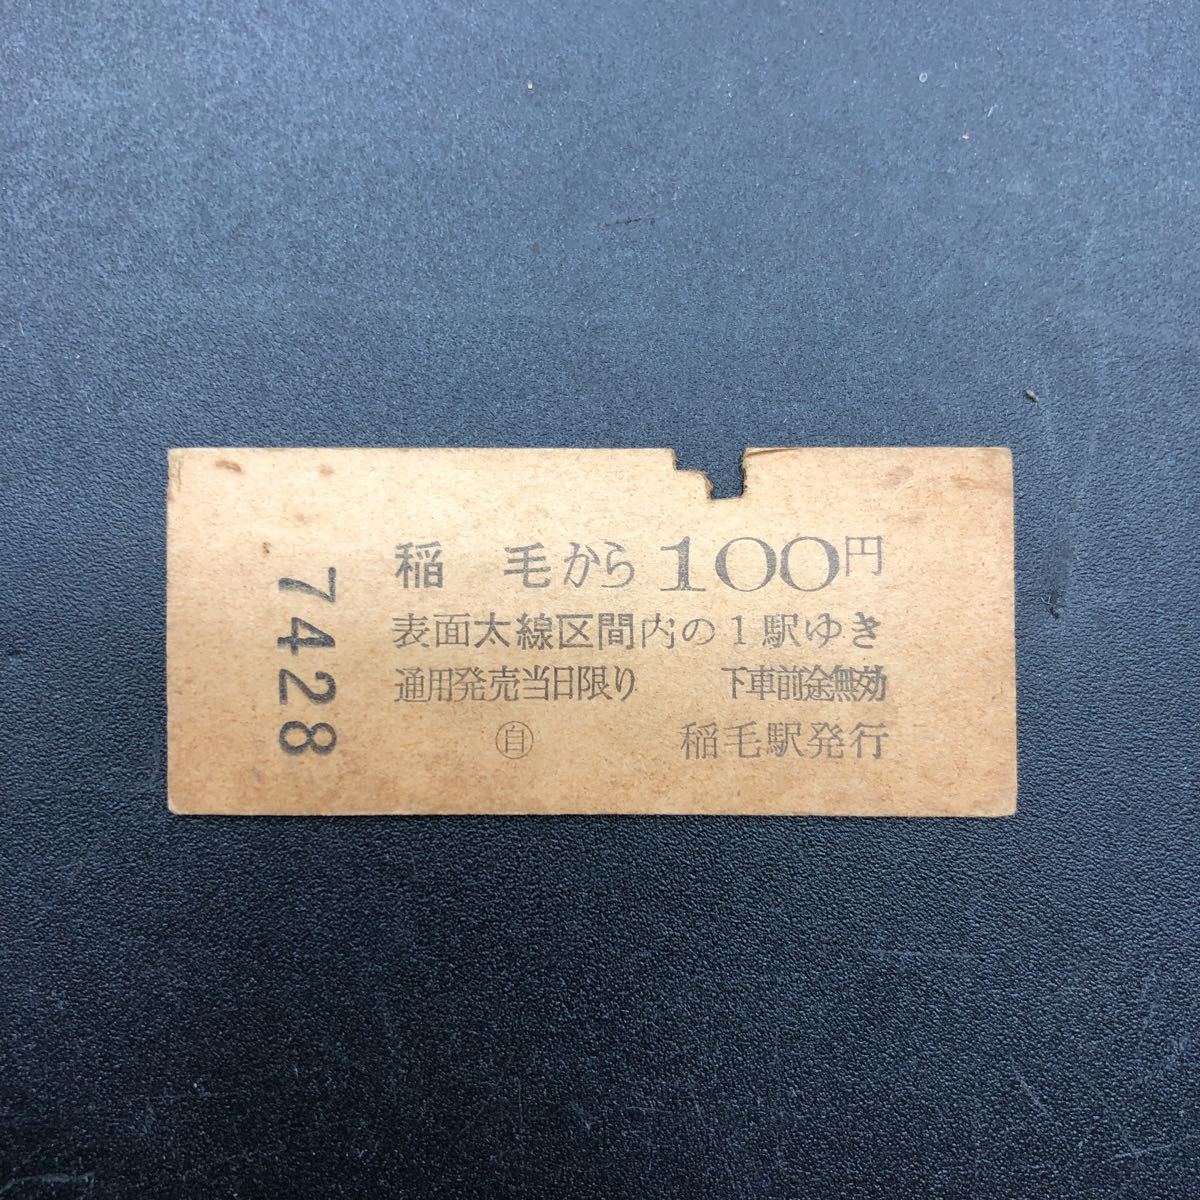 7428
稲 毛から 100円
表面太線区間内の1駅ゆき
通用発売当日限り 下車前途無効
㊀自 稲毛駅発行